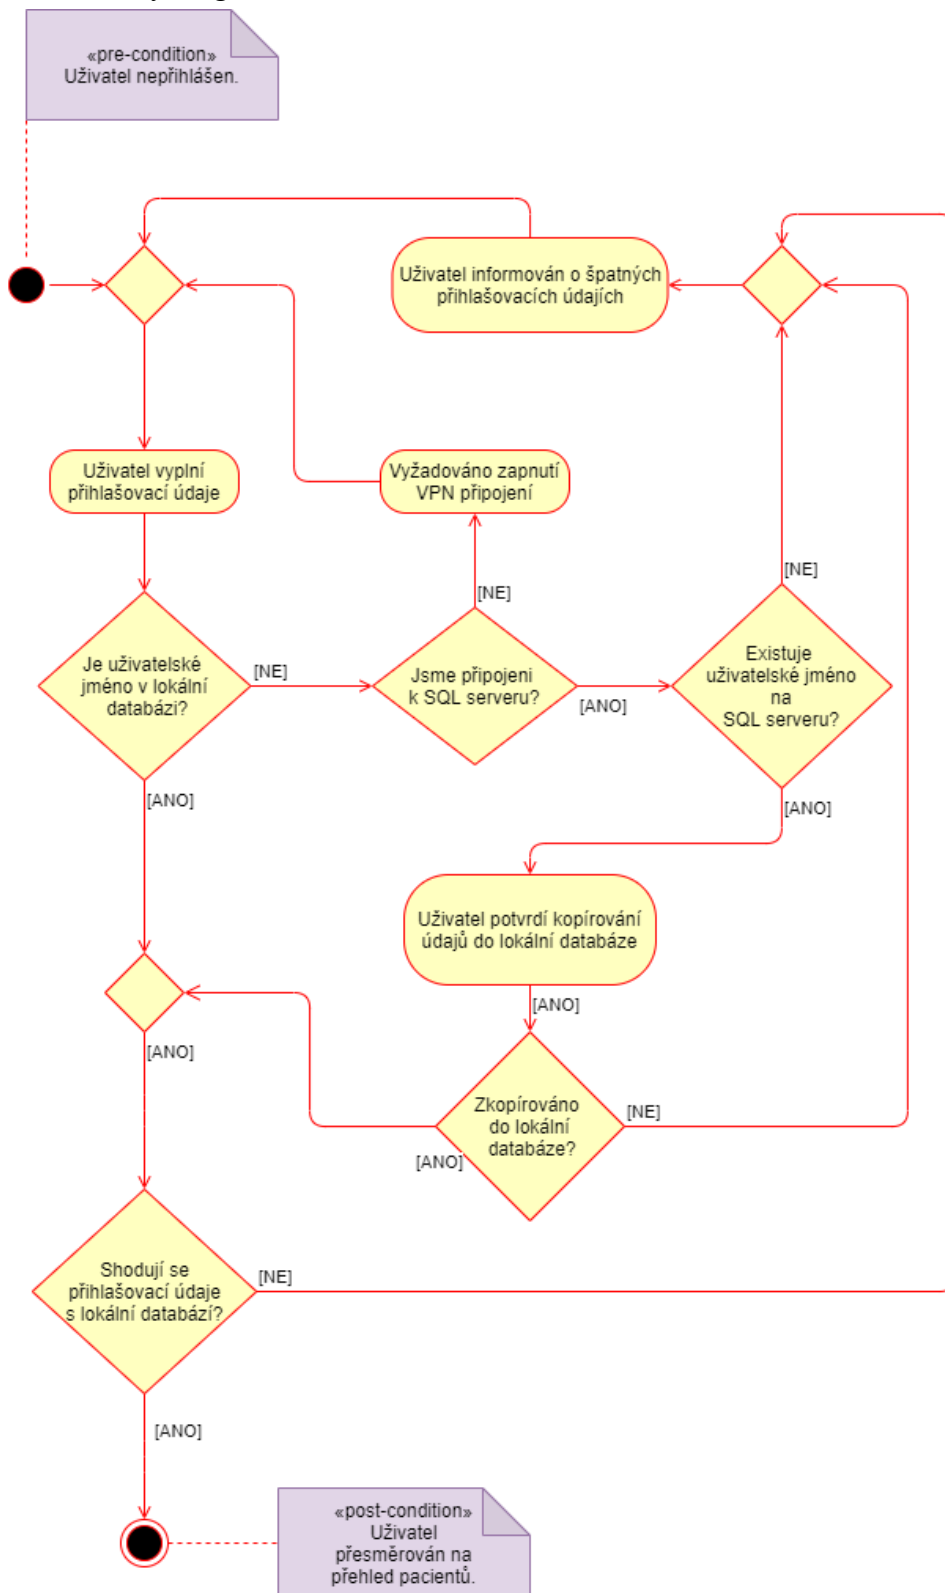 «pre-condition»
Uživatel nepřihlášen.
Uživatel informován o špatných
přihlašovacích údajích
Uživatel vyplní
přihlašovací údaje
Vyžadováno zapnutí
VPN připojení
[NE]
[NE]
Je uživatelské
jméno v lokální
databázi?
[NE]
Jsme připojeni
k SQL serveru?
[ANO]
Existuje
uživatelské jméno
na
SQL serveru?
[ANO]
[ANO]
Uživatel potvrdí kopírování
údajů do lokální databáze
[ANO]
[ANO]
Zkopírováno
do lokální
databáze?
[NE]
[ANO]
Shodují se
přihlašovací údaje
s lokální databází?
[NE]
[ANO]
«post-condition»
Uživatel
přesměrován na
přehled pacientů.